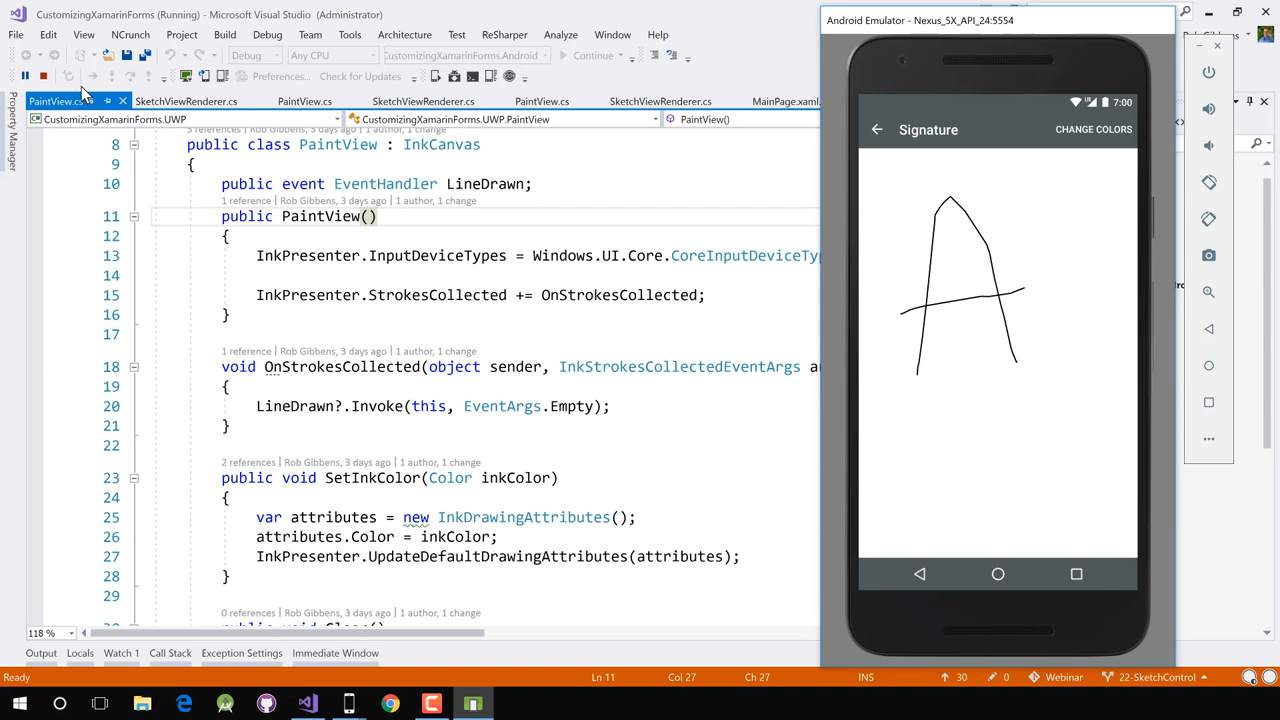 CustomizingXamarinForms (Running) - Microsoft Visual Studio (Administrator)
File Edit View NCrunch Project Build Debug Team Tools Architecture Test ReSharper Analyze Window Help
Debug Any CPU CustomizingXamarinForms.Android Continue
Preferences... Check for Updates
PaintView.cs SketchViewRenderer.cs PaintView.cs SketchViewRenderer.cs PaintView.cs SketchViewRenderer.cs MainPage.xaml
CustomizingXamarinForms.UWP CustomizingXamarinForms.UWP.PaintView PaintView()
Property Manager
8 public class PaintView : InkCanvas
9 {
10 public event EventHandler LineDrawn;
1 reference | Rob Gibbens, 3 days ago | 1 author, 1 change
11 public PaintView()
12 {
13 InkPresenter.InputDeviceTypes = Windows.UI.Core.CoreInputDeviceTyp
14
15 InkPresenter.StrokesCollected += OnStrokesCollected;
16 }
17
1 reference | Rob Gibbens, 3 days ago | 1 author, 1 change
18 void OnStrokesCollected(object sender, InkStrokesCollectedEventArgs ar
19 {
20 LineDrawn?.Invoke(this, EventArgs.Empty);
21 }
22
2 references | Rob Gibbens, 3 days ago | 1 author, 1 change
23 public void SetInkColor(Color inkColor)
24 {
25 var attributes = new InkDrawingAttributes();
26 attributes.Color = inkColor;
27 InkPresenter.UpdateDefaultDrawingAttributes(attributes);
28 }
29
0 references | Rob Gibbens, 3 days ago | 1 author, 1 change
118 %
Output Locals Watch 1 Call Stack Exception Settings Immediate Window
Ready Ln 11 Col 27 Ch 27 INS 30 0 Webinar 22-SketchControl
Android Emulator - Nexus_5X_API_24:5554
7:00
Signature CHANGE COLORS
A